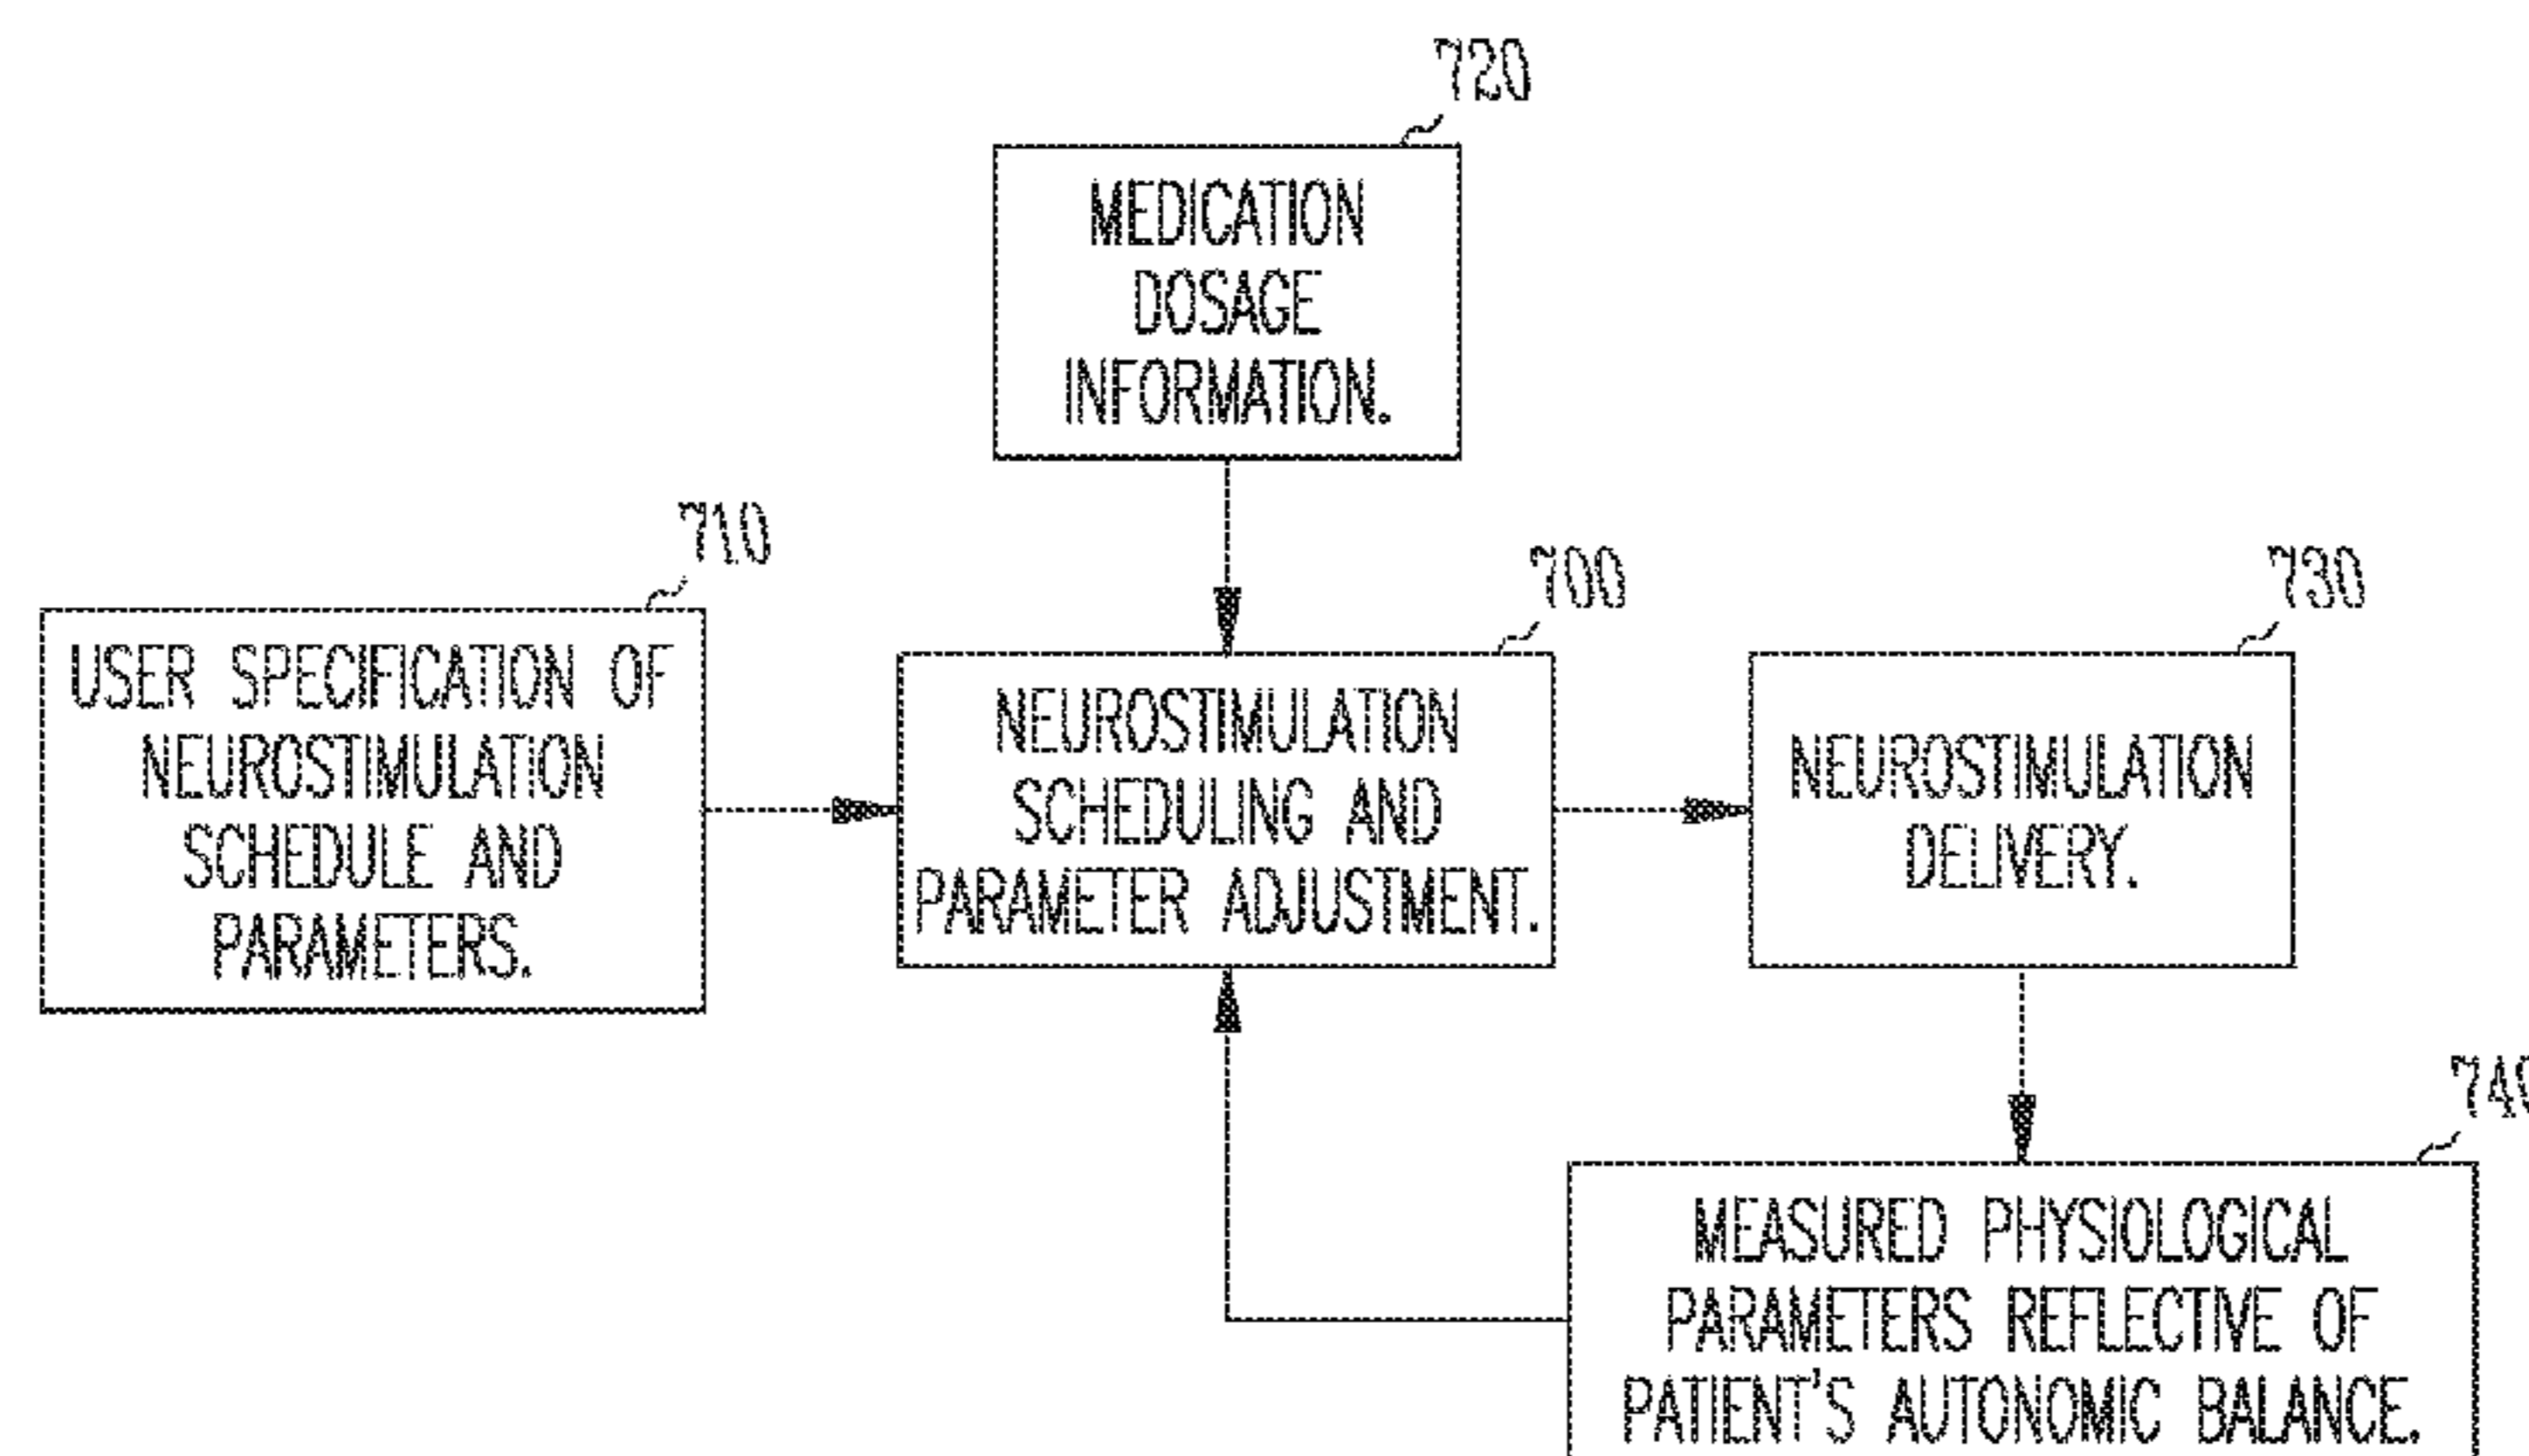 720
MEDICATION
DOSAGE
INFORMATION.
710
USER SPECIFICATION OF
NEUROSTIMULATION
SCHEDULE AND
PARAMETERS.
700
NEUROSTIMULATION
SCHEDULING AND
PARAMETER ADJUSTMENT.
730
NEUROSTIMULATION
DELIVERY.
740
MEASURED PHYSIOLOGICAL
PARAMETERS REFLECTIVE OF
PATIENT'S AUTONOMIC BALANCE.